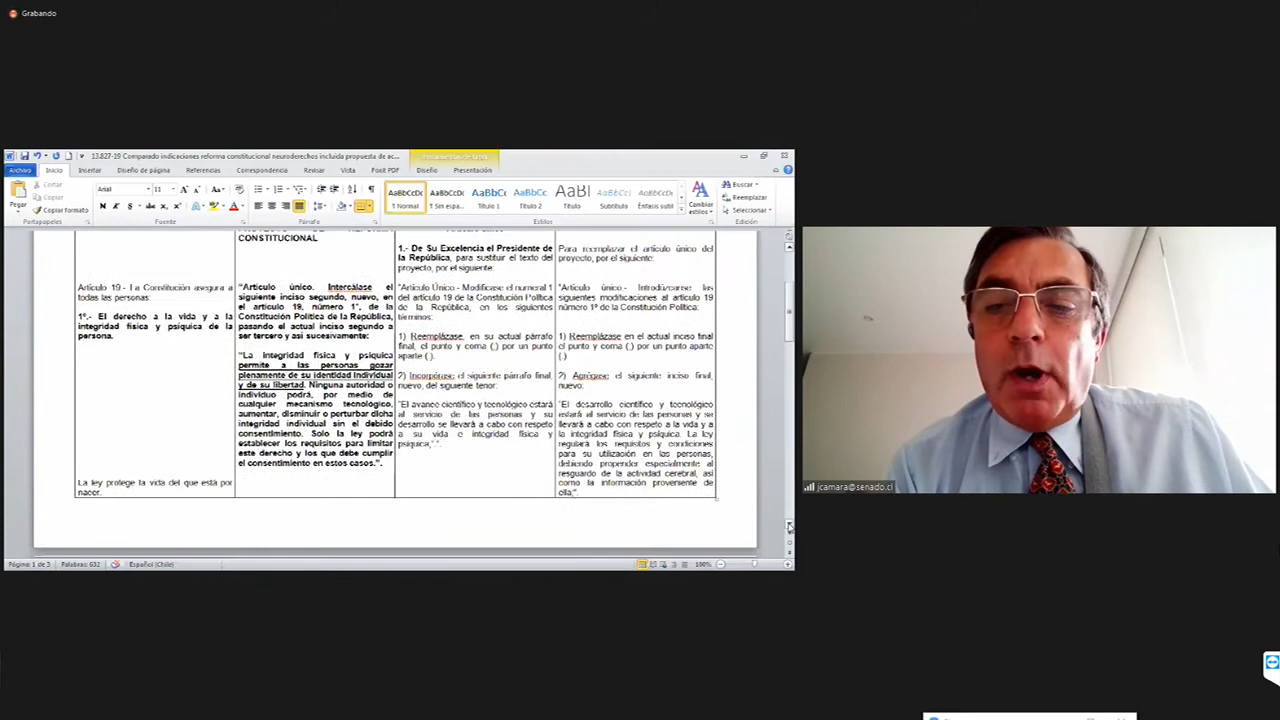 Grabando
13.827-19 Comparado indicaciones reforma constitucional neuroderechos incluida propuesta de ac...
Archivo Inicio Insertar Diseño de página Referencias Correspondencia Revisar Vista Foxit PDF Diseño Presentación
Pegar
Cortar
Copiar
Copiar formato
Portapapeles
Arial 11
N K S abc x, x²
Fuente
Párrafo
AaBbCcDc AaBbCcDc AaBbCc AaBbCc AaBl AaBbCc AaBbCcDc
¶ Normal ¶ Sin espa... Título 1 Título 2 Título Subtítulo Énfasis sutil
Estilos
Cambiar
estilos
Buscar
Reemplazar
Seleccionar
Edición
Artículo 19.- La Constitución asegura a
todas las personas:
1º.- El derecho a la vida y a la
integridad física y psíquica de la
persona.
La ley protege la vida del que está por
nacer.
CONSTITUCIONAL
“Artículo único. Intercálase el
siguiente inciso segundo, nuevo, en
el artículo 19, número 1°, de la
Constitución Política de la República,
pasando el actual inciso segundo a
ser tercero y así sucesivamente:
“La integridad física y psíquica
permite a las personas gozar
plenamente de su identidad individual
y de su libertad. Ninguna autoridad o
individuo podrá, por medio de
cualquier mecanismo tecnológico,
aumentar, disminuir o perturbar dicha
integridad individual sin el debido
consentimiento. Solo la ley podrá
establecer los requisitos para limitar
este derecho y los que debe cumplir
el consentimiento en estos casos.”.
1.- De Su Excelencia el Presidente de
la República, para sustituir el texto del
proyecto, por el siguiente:
“Artículo Único.- Modifícase el numeral 1
del artículo 19 de la Constitución Política
de la República, en los siguientes
términos:
1) Reemplázase, en su actual párrafo
final, el punto y coma (;) por un punto
aparte (.).
2) Incorpórase el siguiente párrafo final,
nuevo, del siguiente tenor:
“El avance científico y tecnológico estará
al servicio de las personas y su
desarrollo se llevará a cabo con respeto
a su vida e integridad física y
psíquica;”.”.
Para reemplazar el artículo único del
proyecto, por el siguiente:
“Artículo único.- Introdúzcanse las
siguientes modificaciones al artículo 19
número 1º de la Constitución Política:
1) Reemplázase en el actual inciso final
el punto y coma (;) por un punto aparte
(.)
2) Agrégase el siguiente inciso final,
nuevo:
“El desarrollo científico y tecnológico
estará al servicio de las personas y se
llevará a cabo con respeto a la vida y a
la integridad física y psíquica. La ley
regulará los requisitos y condiciones
para su utilización en las personas,
debiendo propender especialmente al
resguardo de la actividad cerebral, así
como la información proveniente de
ella;”.
Página: 1 de 3 Palabras: 632 Español (Chile) 100%
jcamara@senado.cl